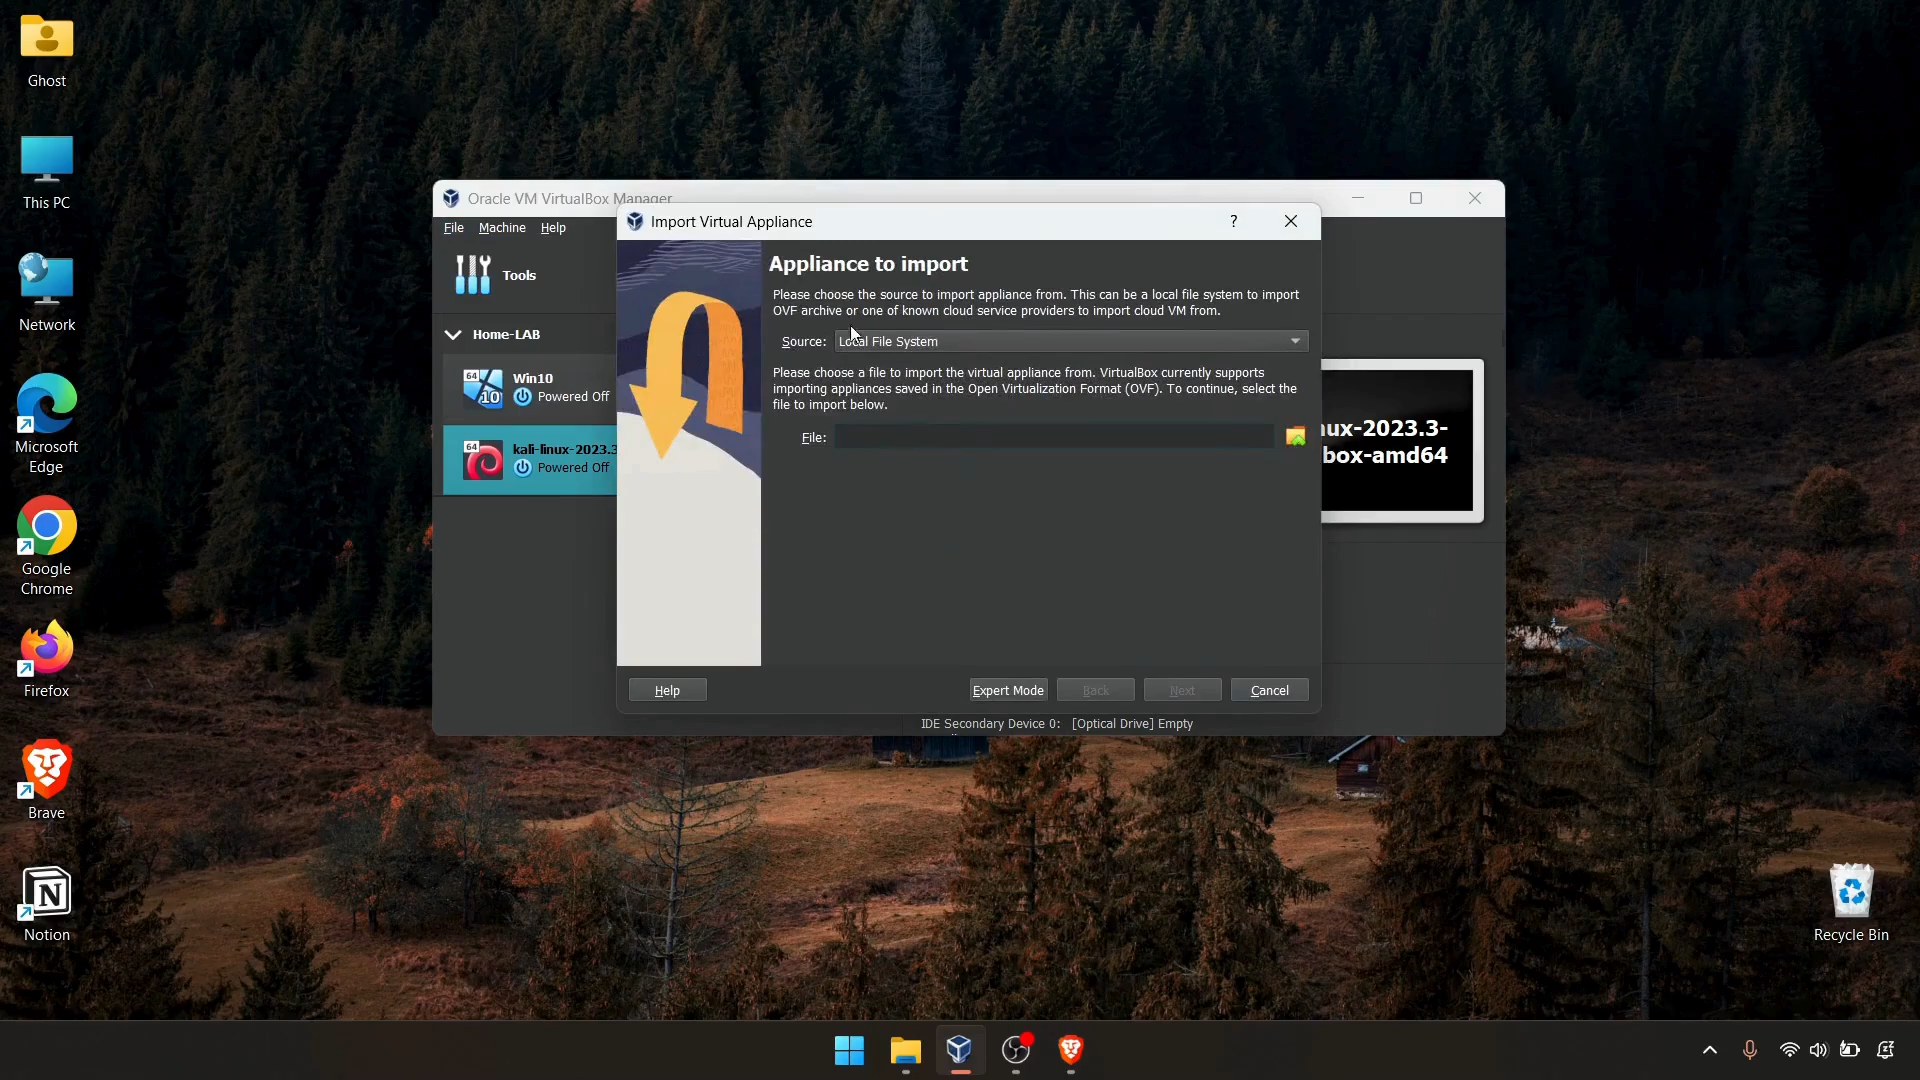 Ghost
This PC
Network
Microsoft
Edge
Google
Chrome
Firefox
Brave
Notion
Recycle Bin
Oracle VM VirtualBox Manager
File Machine Help
Tools
Home-LAB
64
10
Win10
Powered Off
64
kali-linux-2023.3
Powered Off
ux-2023.3-
box-amd64
IDE Secondary Device 0: [Optical Drive] Empty
Import Virtual Appliance
?
Appliance to import
Please choose the source to import appliance from. This can be a local file system to import
OVF archive or one of known cloud service providers to import cloud VM from.
Source: Local File System
Please choose a file to import the virtual appliance from. VirtualBox currently supports
importing appliances saved in the Open Virtualization Format (OVF). To continue, select the
file to import below.
File:
Help
Expert Mode
Back
Next
Cancel